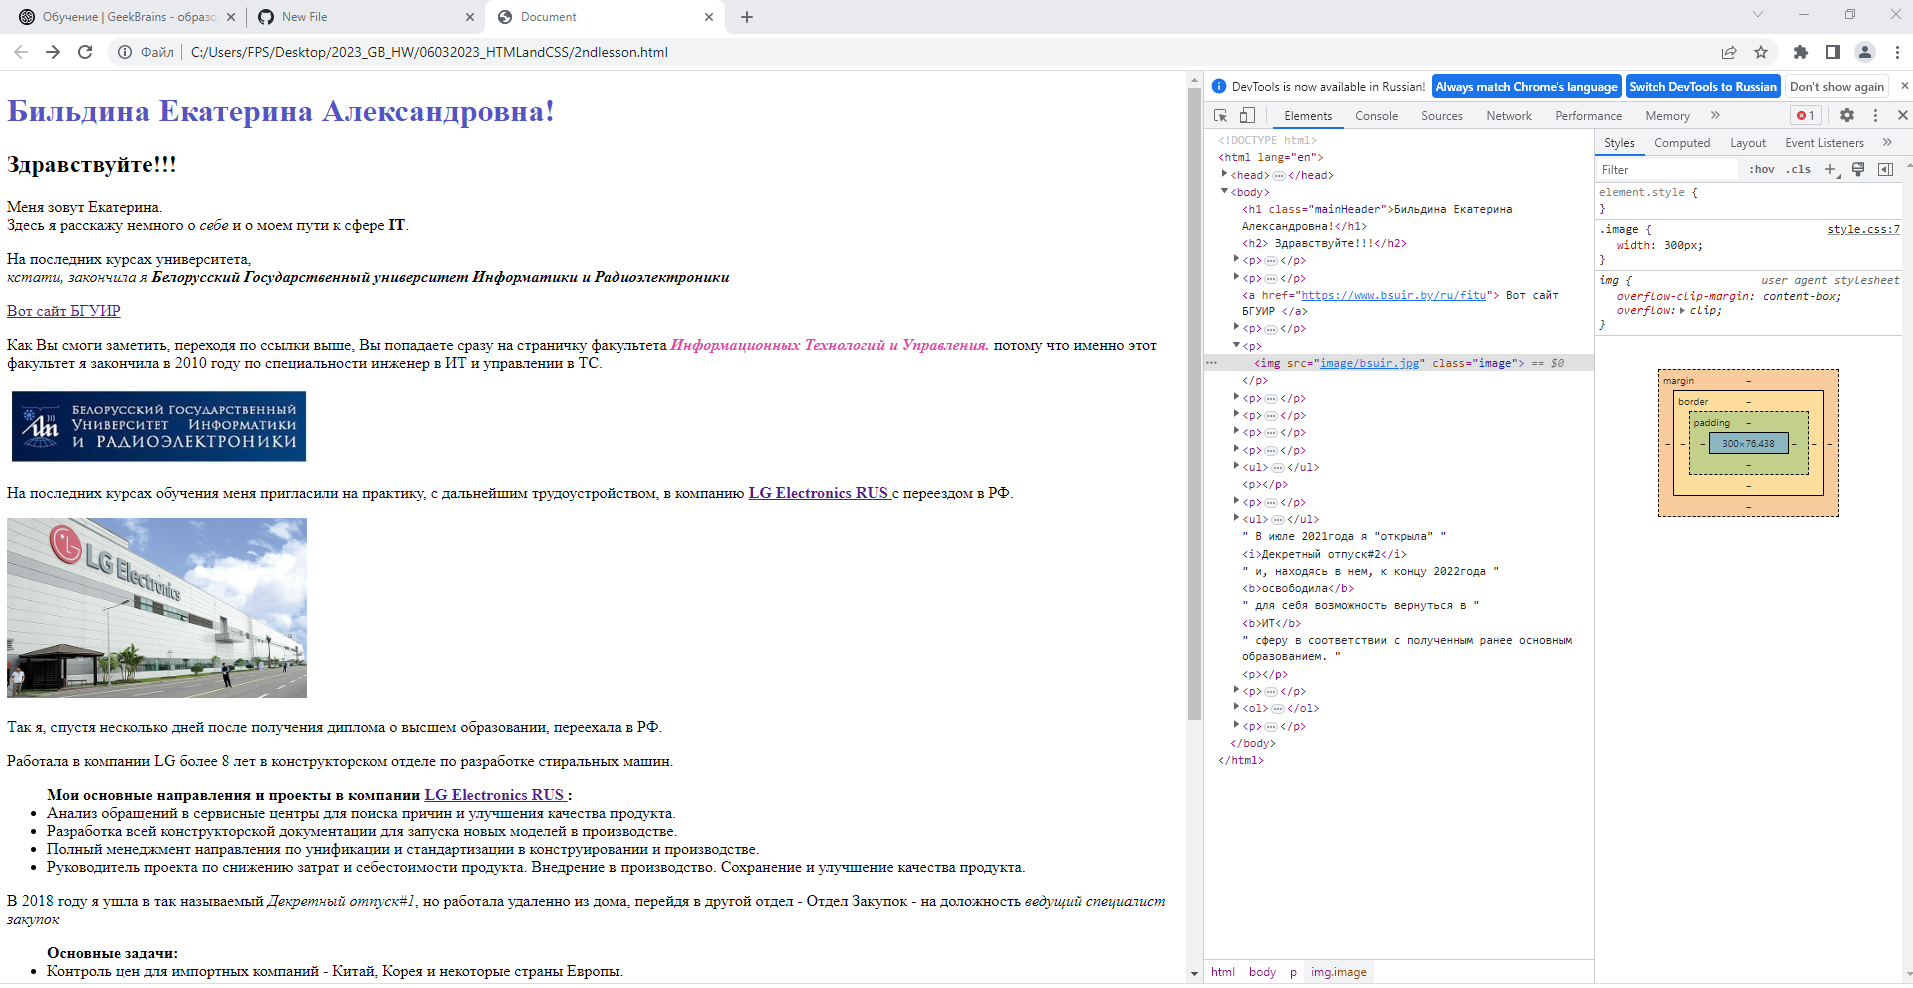 Обучение | GeekBrains - образо
New File
Document
Файл
C:/Users/FPS/Desktop/2023_GB_HW/06032023_HTMLandCSS/2ndlesson.html
Бильдина Екатерина Александровна!
Здравствуйте!!!
Меня зовут Екатерина.
Здесь я расскажу немного о себе и о моем пути к сфере IT.
На последних курсах университета,
кстати, закончила я Белорусский Государственный университет Информатики и Радиоэлектроники
Вот сайт БГУИР
Как Вы смоги заметить, переходя по ссылки выше, Вы попадаете сразу на страничку факультета Информационных Технологий и Управления. потому что именно этот
факультет я закончила в 2010 году по специальности инженер в ИТ и управлении в ТС.
Белорусский Государственный
Университет Информатики
и РАДИОЭЛЕКТРОНИКИ
На последних курсах обучения меня пригласили на практику, с дальнейшим трудоустройством, в компанию LG Electronics RUS с переездом в РФ.
LG Electronics
Так я, спустя несколько дней после получения диплома о высшем образовании, переехала в РФ.
Работала в компании LG более 8 лет в конструкторском отделе по разработке стиральных машин.
Мои основные направления и проекты в компании LG Electronics RUS :
Анализ обращений в сервисные центры для поиска причин и улучшения качества продукта.
Разработка всей конструкторской документации для запуска новых моделей в производстве.
Полный менеджмент направления по унификации и стандартизации в конструировании и производстве.
Руководитель проекта по снижению затрат и себестоимости продукта. Внедрение в производство. Сохранение и улучшение качества продукта.
В 2018 году я ушла в так называемый Декретный отпуск#1, но работала удаленно из дома, перейдя в другой отдел - Отдел Закупок - на доложность ведущий специалист
закупок
Основные задачи:
Контроль цен для импортных компаний - Китай, Корея и некоторые страны Европы.
DevTools is now available in Russian!
Always match Chrome's language
Switch DevTools to Russian
Don't show again
Elements
Console
Sources
Network
Performance
Memory
1
<!DOCTYPE html>
<html lang="en">
<head> ••• </head>
<body>
<h1 class="mainHeader">Бильдина Екатерина
Александровна!</h1>
<h2> Здравствуйте!!!</h2>
<p> ••• </p>
<p> ••• </p>
<a href="https://www.bsuir.by/ru/fitu"> Вот сайт
БГУИР </a>
<p> ••• </p>
<p>
<img src="image/bsuir.jpg" class="image"> == $0
</p>
<p> ••• </p>
<p> ••• </p>
<p> ••• </p>
<p> ••• </p>
<ul> ••• </ul>
<p></p>
<p> ••• </p>
<ul> ••• </ul>
" В июле 2021года я "открыла" "
<i>Декретный отпуск#2</i>
" и, находясь в нем, к концу 2022года "
<b>освободила</b>
" для себя возможность вернуться в "
<b>ИТ</b>
" сферу в соответствии с полученным ранее основным
образованием. "
<p></p>
<p> ••• </p>
<ol> ••• </ol>
<p> ••• </p>
</body>
</html>
html
body
p
img.image
Styles
Computed
Layout
Event Listeners
Filter
:hov
.cls
element.style {
}
.image {
style.css:7
width: 300px;
}
img {
user agent stylesheet
overflow-clip-margin: content-box;
overflow: clip;
}
margin
–
border
–
padding
–
– – – 300×76.438 – – –
–
–
–